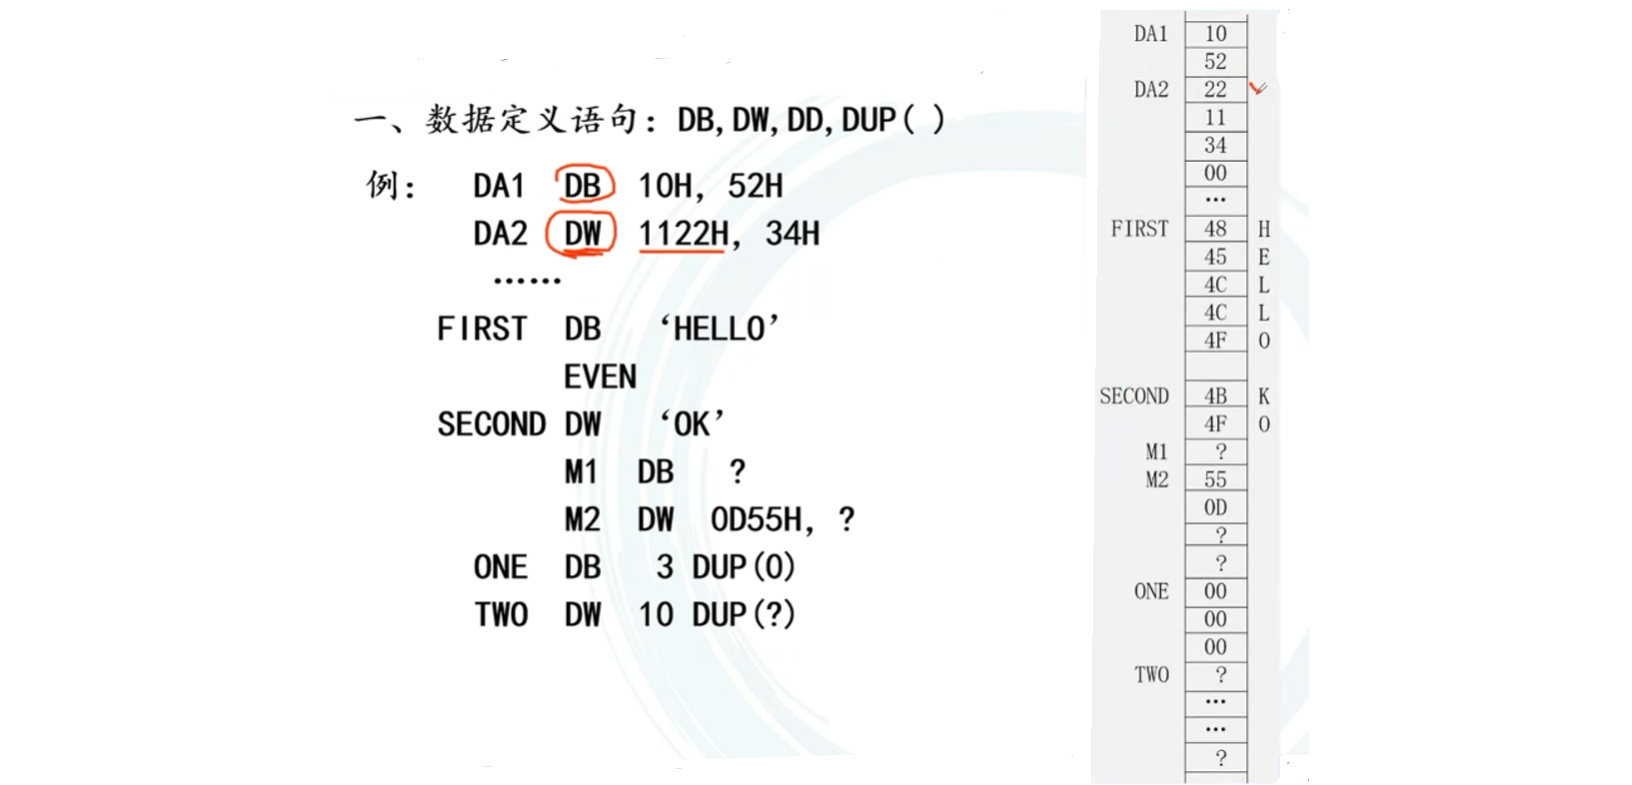 一、数据定义语句：DB,DW,DD,DUP( )
例： DA1 DB 10H, 52H
DA2 DW 1122H, 34H
……
FIRST DB ‘HELLO’
EVEN
SECOND DW ‘OK’
M1 DB ?
M2 DW 0D55H, ?
ONE DB 3 DUP(0)
TWO DW 10 DUP(?)
DA1 10
52
DA2 22
11
34
00
…
FIRST 48 H
45 E
4C L
4C L
4F O
SECOND 4B K
4F O
M1 ?
M2 55
0D
?
?
ONE 00
00
00
TWO ?
…
…
?